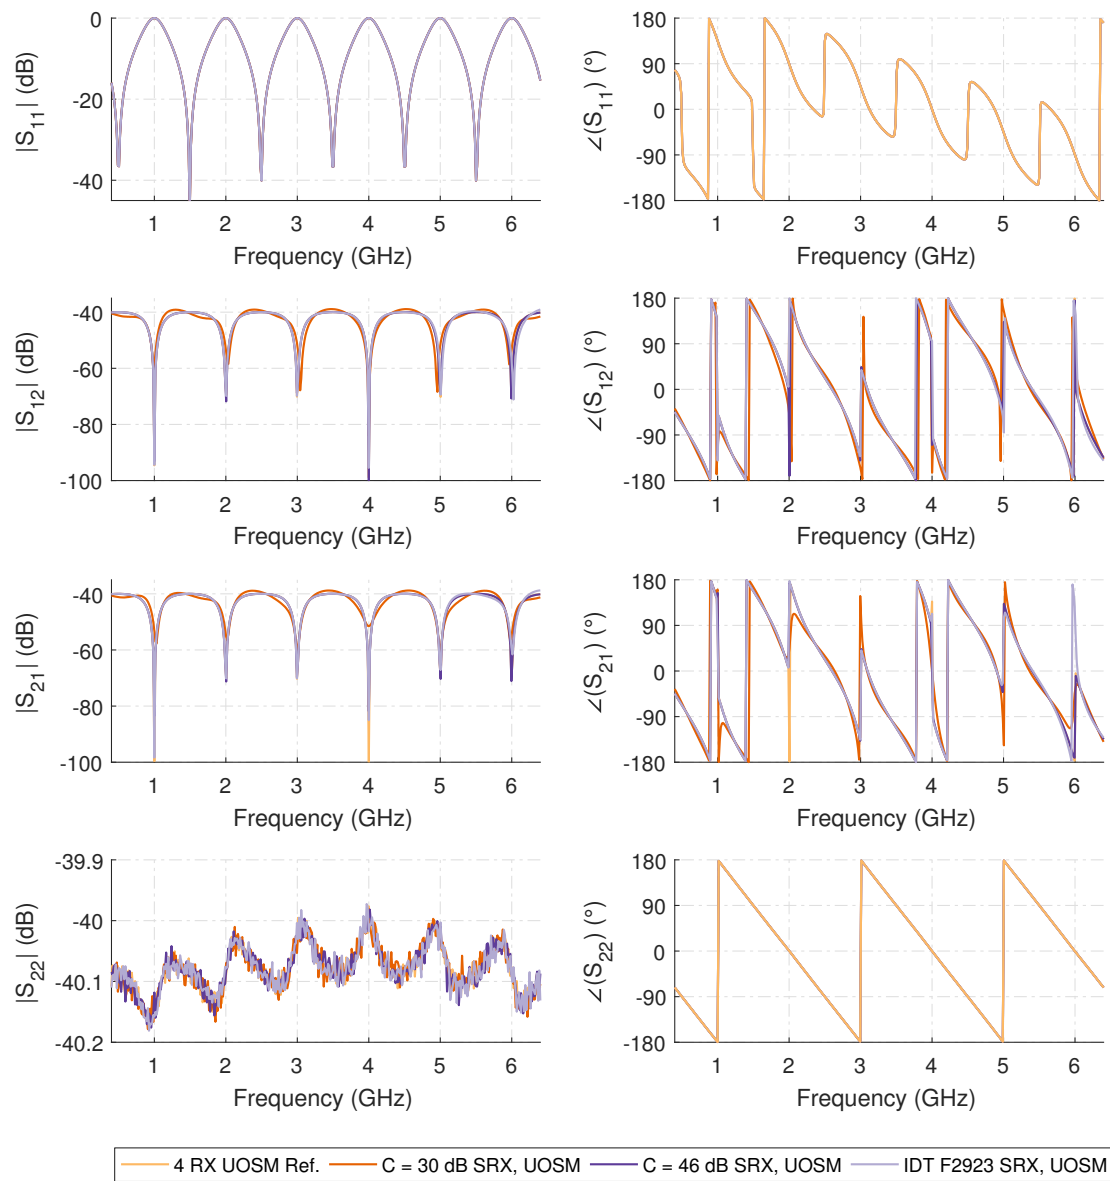 |S11| (dB)
0
-20
-40
1 2 3 4 5 6
Frequency (GHz)
∠(S11) (°)
180
90
0
-90
-180
1 2 3 4 5 6
Frequency (GHz)
|S12| (dB)
-40
-60
-80
-100
1 2 3 4 5 6
Frequency (GHz)
∠(S12) (°)
180
90
0
-90
-180
1 2 3 4 5 6
Frequency (GHz)
|S21| (dB)
-40
-60
-80
-100
1 2 3 4 5 6
Frequency (GHz)
∠(S21) (°)
180
90
0
-90
-180
1 2 3 4 5 6
Frequency (GHz)
|S22| (dB)
-39.9
-40
-40.1
-40.2
1 2 3 4 5 6
Frequency (GHz)
∠(S22) (°)
180
90
0
-90
-180
1 2 3 4 5 6
Frequency (GHz)
4 RX UOSM Ref. C = 30 dB SRX, UOSM C = 46 dB SRX, UOSM IDT F2923 SRX, UOSM